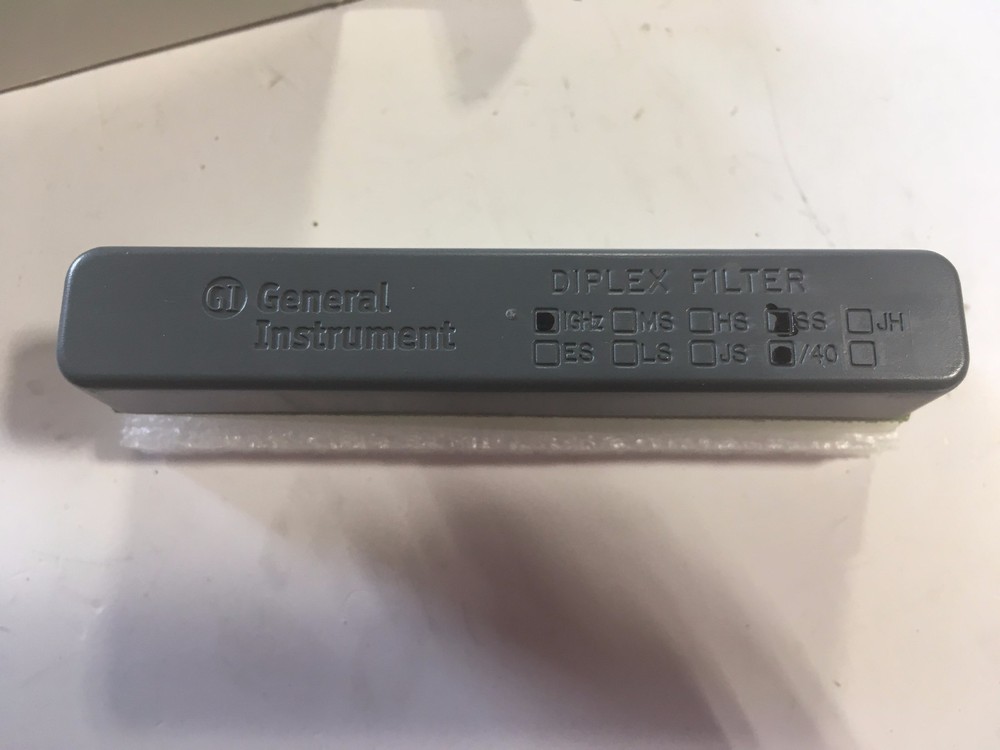 GI General
Instrument
DIPLEX FILTER
1GHz MS HS SS JH
ES LS JS /40